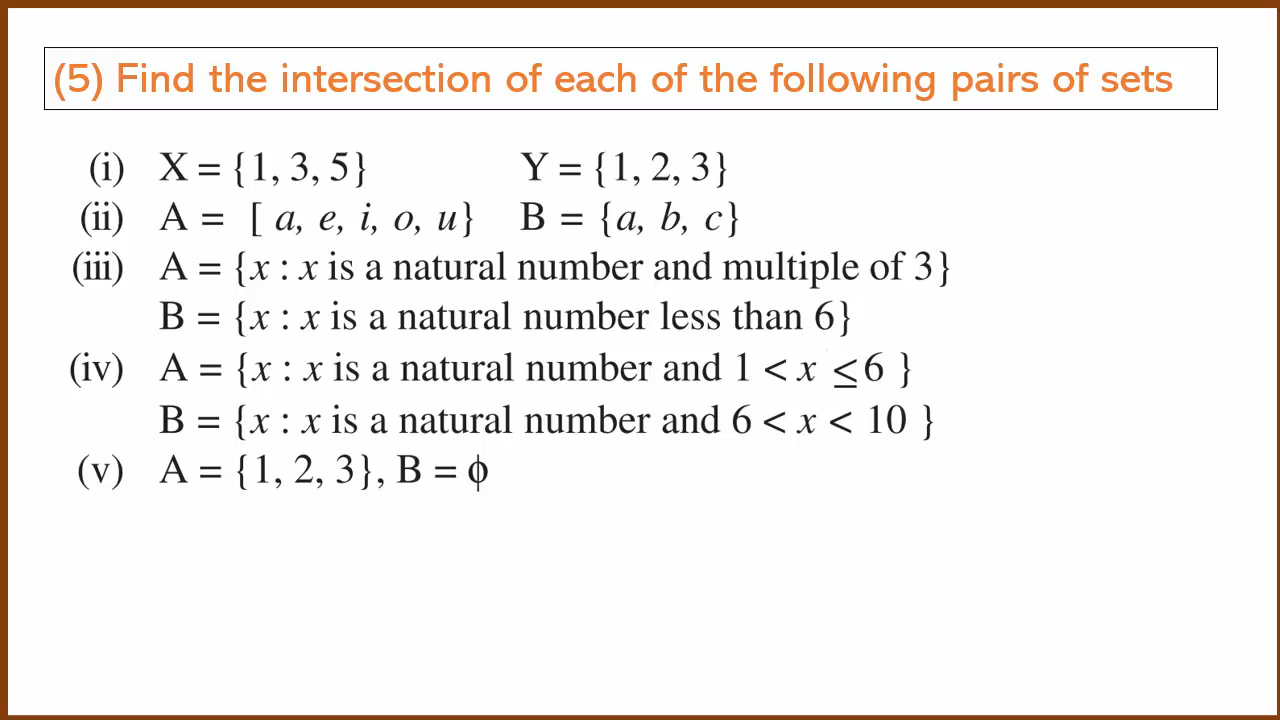 (5) Find the intersection of each of the following pairs of sets
(i) X = {1, 3, 5} Y = {1, 2, 3}
(ii) A = [ a, e, i, o, u} B = {a, b, c}
(iii) A = {x : x is a natural number and multiple of 3}
B = {x : x is a natural number less than 6}
(iv) A = {x : x is a natural number and 1 < x ≤ 6 }
B = {x : x is a natural number and 6 < x < 10 }
(v) A = {1, 2, 3}, B = ϕ